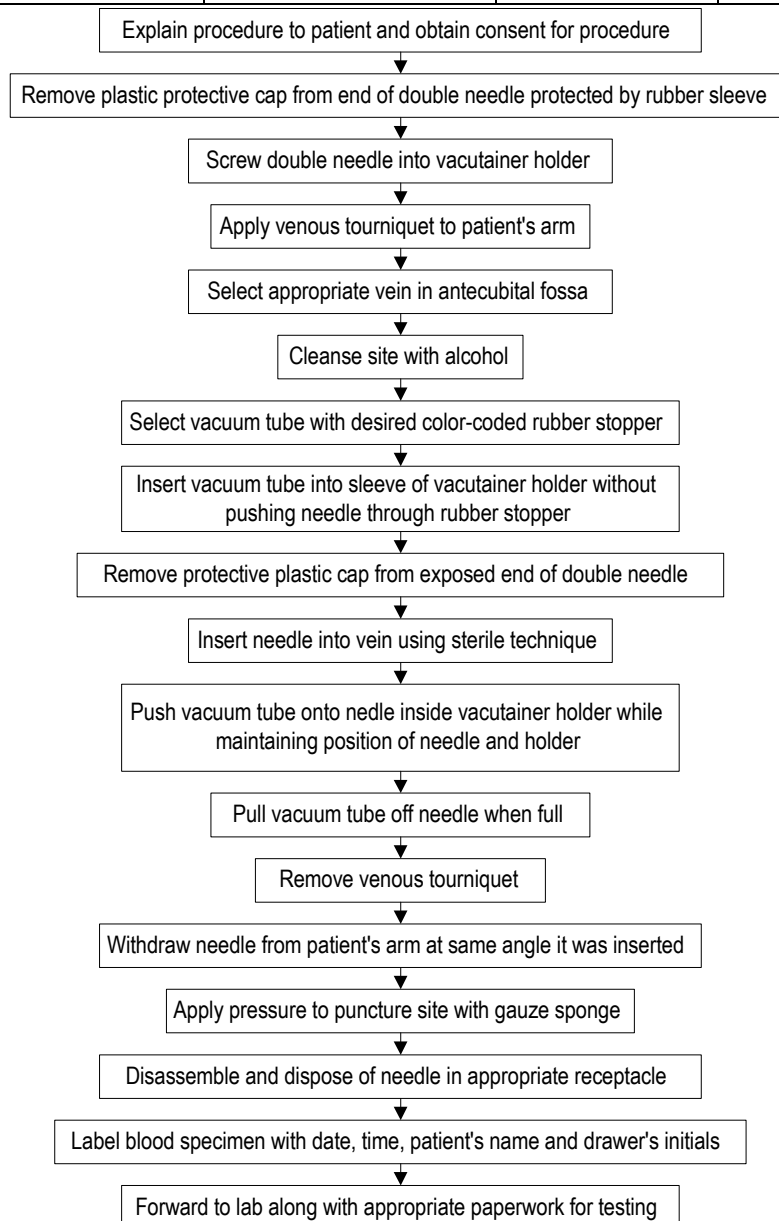 Explain procedure to patient and obtain consent for procedure
Remove plastic protective cap from end of double needle protected by rubber sleeve
Screw double needle into vacutainer holder
Apply venous tourniquet to patient's arm
Select appropriate vein in antecubital fossa
Cleanse site with alcohol
Select vacuum tube with desired color-coded rubber stopper
Insert vacuum tube into sleeve of vacutainer holder without
pushing needle through rubber stopper
Remove protective plastic cap from exposed end of double needle
Insert needle into vein using sterile technique
Push vacuum tube onto nedle inside vacutainer holder while
maintaining position of needle and holder
Pull vacuum tube off needle when full
Remove venous tourniquet
Withdraw needle from patient's arm at same angle it was inserted
Apply pressure to puncture site with gauze sponge
Disassemble and dispose of needle in appropriate receptacle
Label blood specimen with date, time, patient's name and drawer's initials
Forward to lab along with appropriate paperwork for testing